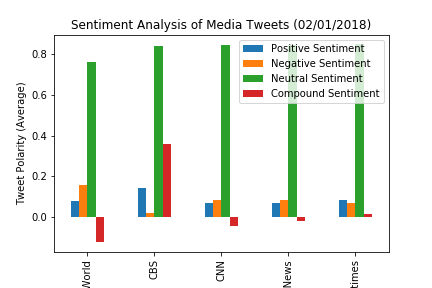 Sentiment Analysis of Media Tweets (02/01/2018)
Positive Sentiment
Negative Sentiment
Neutral Sentiment
Compound Sentiment
Tweet Polarity (Average)
0.8
0.6
0.4
0.2
0.0
World
CBS
CNN
News
times